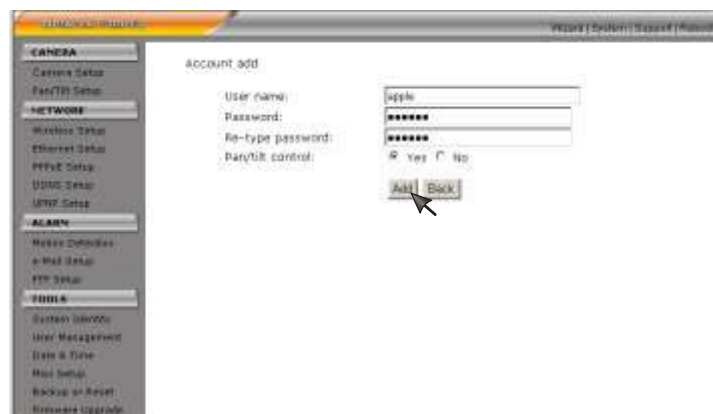 Wizard | System | Support | Reboot
CAMERA
Camera Setup
Pan/Tilt Setup
NETWORK
Wireless Setup
Ethernet Setup
PPPoE Setup
DDNS Setup
UPNP Setup
ALARM
Motion Detection
e-Mail Setup
FTP Setup
TOOLS
System Identity
User Management
Date & Time
Misc Setup
Backup or Reset
Firmware Upgrade
Account add
User name: apple
Password: ●●●●●●
Re-type password: ●●●●●●
Pan/tilt control: Yes No
Add Back